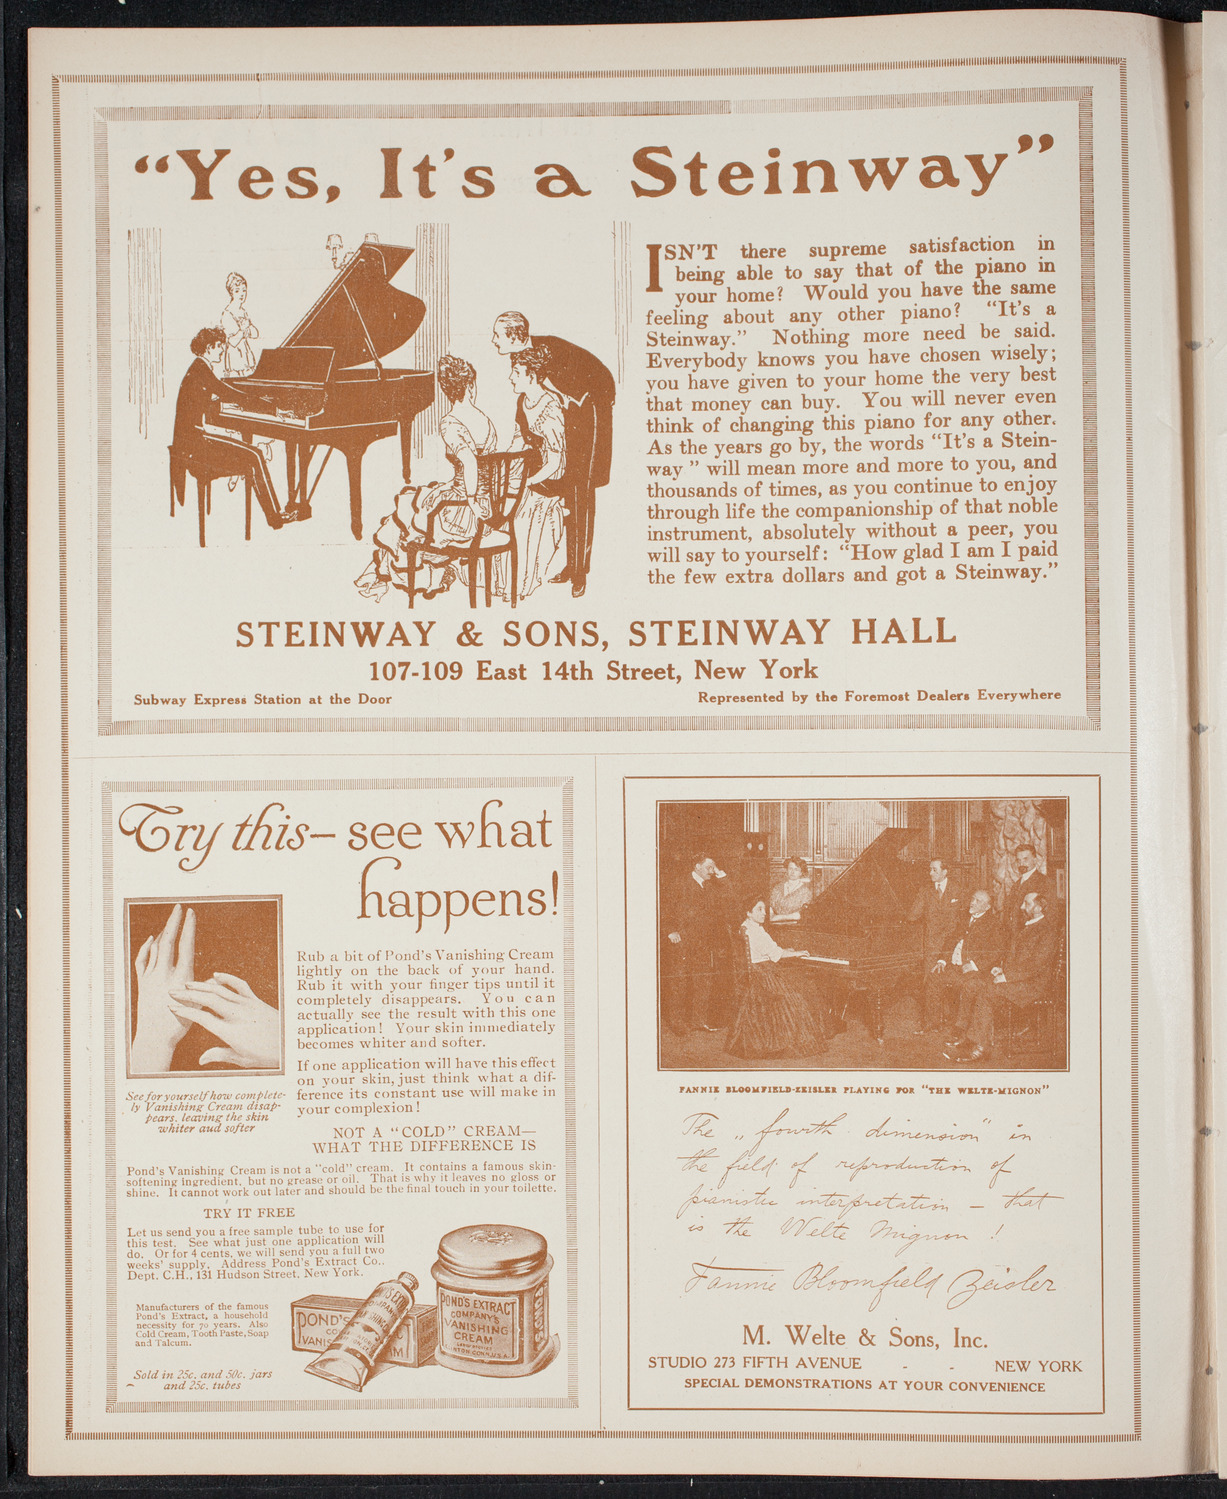 “Yes, It's a Steinway”
ISN'T there supreme satisfaction in
being able to say that of the piano in
your home? Would you have the same
feeling about any other piano? “It's a
Steinway.” Nothing more need be said.
Everybody knows you have chosen wisely;
you have given to your home the very best
that money can buy. You will never even
think of changing this piano for any other.
As the years go by, the words “It's a Stein-
way ” will mean more and more to you, and
thousands of times, as you continue to enjoy
through life the companionship of that noble
instrument, absolutely without a peer, you
will say to yourself: “How glad I am I paid
the few extra dollars and got a Steinway.”
STEINWAY & SONS, STEINWAY HALL
107-109 East 14th Street, New York
Subway Express Station at the Door
Represented by the Foremost Dealers Everywhere
Try this— see what
happens!
Rub a bit of Pond's Vanishing Cream
lightly on the back of your hand.
Rub it with your finger tips until it
completely disappears. You can
actually see the result with this one
application! Your skin immediately
becomes whiter and softer.
If one application will have this effect
on your skin, just think what a dif-
ference its constant use will make in
your complexion!
See for yourself how complete-
ly Vanishing Cream disap-
pears, leaving the skin
whiter and softer
NOT A “COLD” CREAM—
WHAT THE DIFFERENCE IS
Pond's Vanishing Cream is not a “cold” cream. It contains a famous skin-
softening ingredient, but no grease or oil. That is why it leaves no gloss or
shine. It cannot work out later and should be the final touch in your toilette.
TRY IT FREE
Let us send you a free sample tube to use for
this test. See what just one application will
do. Or for 4 cents, we will send you a full two
weeks' supply. Address Pond's Extract Co.,
Dept. C.H., 131 Hudson Street, New York.
Manufacturers of the famous
Pond's Extract, a household
necessity for 70 years. Also
Cold Cream, Tooth Paste, Soap
and Talcum.
Sold in 25c. and 50c. jars
and 25c. tubes
POND'S
VANIS
POND'S EXTRACT
COMPANY'S
VANISHING
CREAM
FANNIE BLOOMFIELD-ZEISLER PLAYING FOR “THE WELTE-MIGNON”
The „fourth dimension” in
the field of reproduction of
pianistic interpretation — that
is the Welte Mignon !
Fannie Bloomfield Zeisler
M. Welte & Sons, Inc.
STUDIO 273 FIFTH AVENUE - - NEW YORK
SPECIAL DEMONSTRATIONS AT YOUR CONVENIENCE